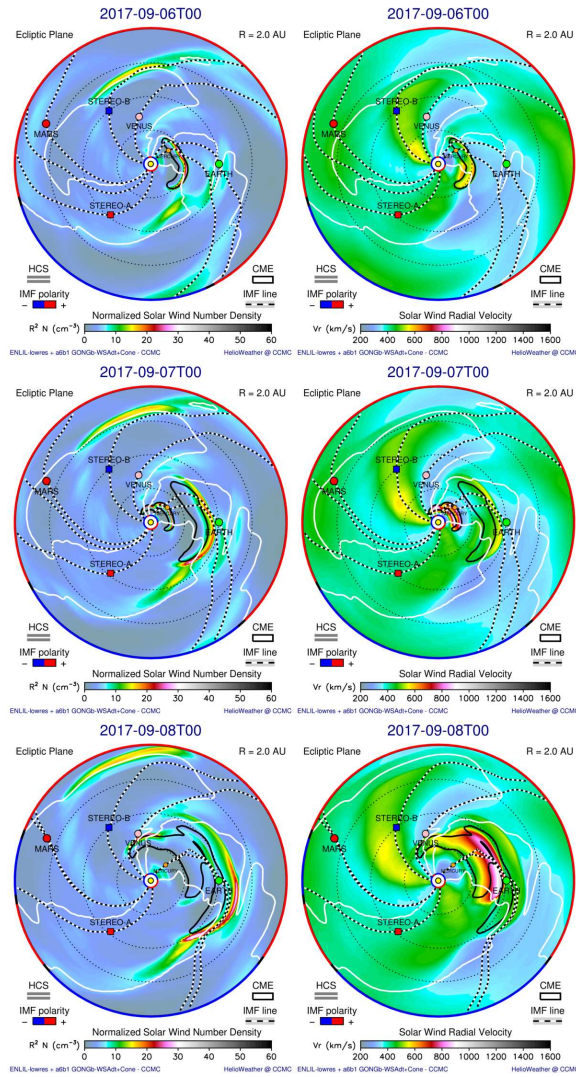 2017-09-06T00
2017-09-06T00
Ecliptic Plane
R = 2.0 AU
Ecliptic Plane
R = 2.0 AU
STEREO-B
VENUS
MARS
MERCURY
EARTH
STEREO-A
STEREO-B
VENUS
MARS
EARTH
STEREO-A
HCS
CME
HCS
CME
IMF polarity
IMF line
IMF polarity
IMF line
− +
− +
Normalized Solar Wind Number Density
Solar Wind Radial Velocity
R² N (cm⁻³)
0 10 20 30 40 50 60
Vr (km/s)
200 400 600 800 1000 1200 1400 1600
ENLIL-lowres + a6b1 GONGb-WSAdt+Cone - CCMC
HelioWeather @ CCMC
ENLIL-lowres + a6b1 GONGb-WSAdt+Cone - CCMC
HelioWeather @ CCMC
2017-09-07T00
2017-09-07T00
Ecliptic Plane
R = 2.0 AU
Ecliptic Plane
R = 2.0 AU
STEREO-B
VENUS
MARS
MERCURY
EARTH
STEREO-A
STEREO-B
VENUS
MARS
EARTH
STEREO-A
HCS
CME
HCS
CME
IMF polarity
IMF line
IMF polarity
IMF line
− +
− +
Normalized Solar Wind Number Density
Solar Wind Radial Velocity
R² N (cm⁻³)
0 10 20 30 40 50 60
Vr (km/s)
200 400 600 800 1000 1200 1400 1600
ENLIL-lowres + a6b1 GONGb-WSAdt+Cone - CCMC
HelioWeather @ CCMC
ENLIL-lowres + a6b1 GONGb-WSAdt+Cone - CCMC
HelioWeather @ CCMC
2017-09-08T00
2017-09-08T00
Ecliptic Plane
R = 2.0 AU
Ecliptic Plane
R = 2.0 AU
STEREO-B
VENUS
MARS
MERCURY
EARTH
STEREO-A
STEREO-B
VENUS
MARS
MERCURY
EARTH
STEREO-A
HCS
CME
HCS
CME
IMF polarity
IMF line
IMF polarity
IMF line
− +
− +
Normalized Solar Wind Number Density
Solar Wind Radial Velocity
R² N (cm⁻³)
0 10 20 30 40 50 60
Vr (km/s)
200 400 600 800 1000 1200 1400 1600
ENLIL-lowres + a6b1 GONGb-WSAdt+Cone - CCMC
HelioWeather @ CCMC
ENLIL-lowres + a6b1 GONGb-WSAdt+Cone - CCMC
HelioWeather @ CCMC